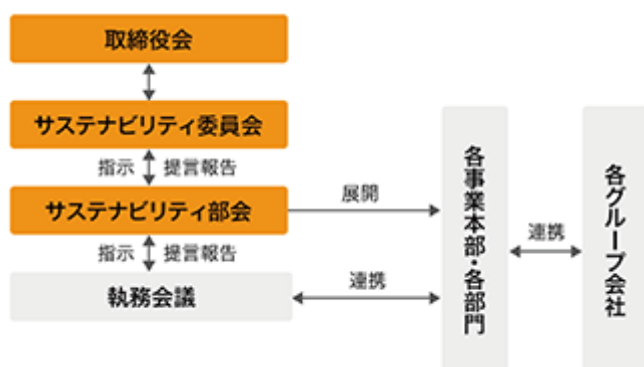 取締役会
サステナビリティ委員会
指示 提言報告
サステナビリティ部会
展開
指示 提言報告
執務会議
連携
各事業本部・各部門
連携
各グループ会社